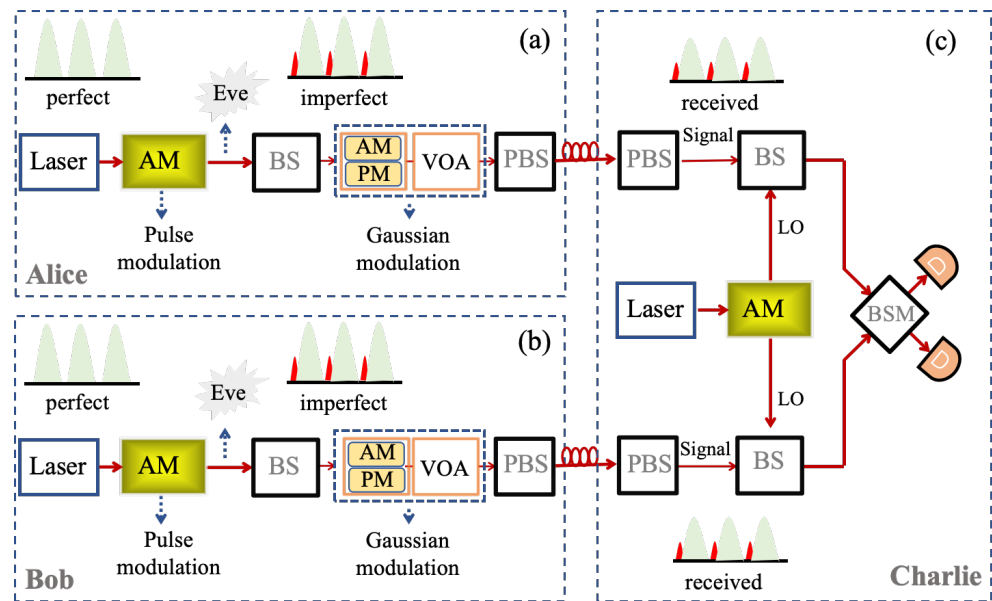 (a)
perfect
Eve
imperfect
Laser
AM
BS
AM
PM
VOA
PBS
Pulse
modulation
Gaussian
modulation
Alice
(b)
perfect
Eve
imperfect
Laser
AM
BS
AM
PM
VOA
PBS
Pulse
modulation
Gaussian
modulation
Bob
(c)
received
PBS
Signal
BS
LO
Laser
AM
BSM
D
D
LO
PBS
Signal
BS
received
Charlie